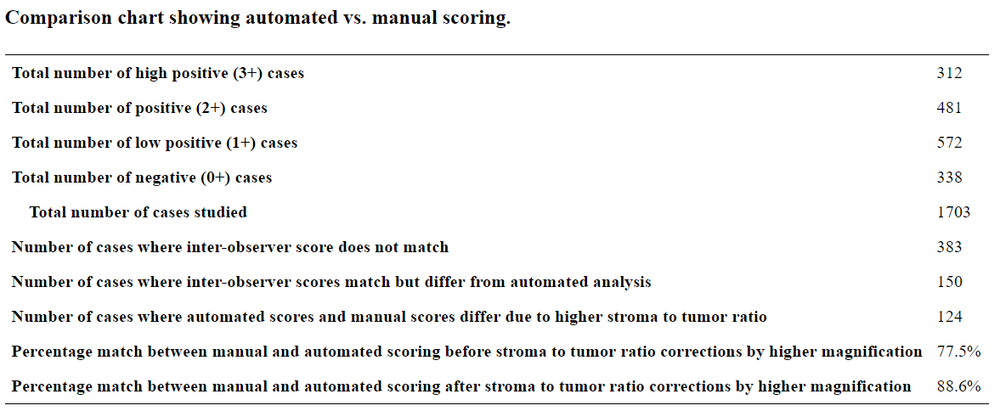 Comparison chart showing automated vs. manual scoring.
Total number of high positive (3+) cases 312
Total number of positive (2+) cases 481
Total number of low positive (1+) cases 572
Total number of negative (0+) cases 338
Total number of cases studied 1703
Number of cases where inter-observer score does not match 383
Number of cases where inter-observer scores match but differ from automated analysis 150
Number of cases where automated scores and manual scores differ due to higher stroma to tumor ratio 124
Percentage match between manual and automated scoring before stroma to tumor ratio corrections by higher magnification 77.5%
Percentage match between manual and automated scoring after stroma to tumor ratio corrections by higher magnification 88.6%